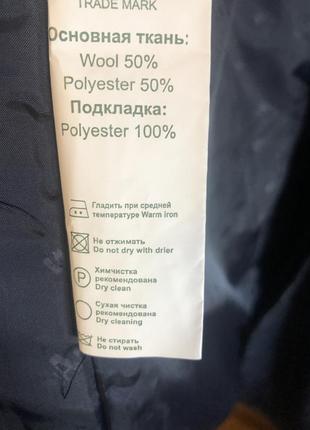 TRADE MARK
Основная ткань:
Wool 50%
Polyester 50%
Подкладка:
Polyester 100%
Гладить при средней
температуре Warm iron
Не отжимать
Do not dry with drier
P
Химчистка
рекомендована
Dry clean
Сухая чистка
рекомендована
Dry cleaning
Не стирать
Do not wash